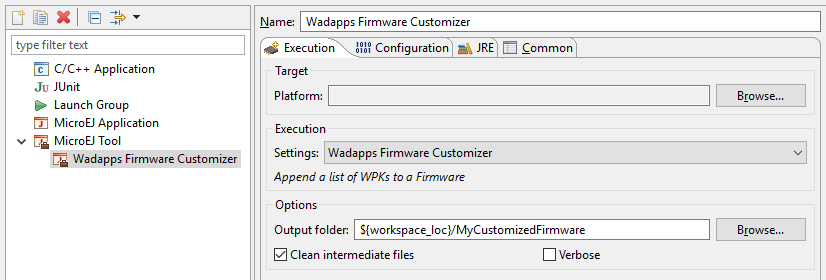 type filter text
C/C++ Application
JUnit
Launch Group
MicroEJ Application
MicroEJ Tool
Wadapps Firmware Customizer
Name: Wadapps Firmware Customizer
Execution Configuration JRE Common
Target
Platform: Browse...
Execution
Settings: Wadapps Firmware Customizer
Append a list of WPKs to a Firmware
Options
Output folder: ${workspace_loc}/MyCustomizedFirmware Browse...
Clean intermediate files Verbose